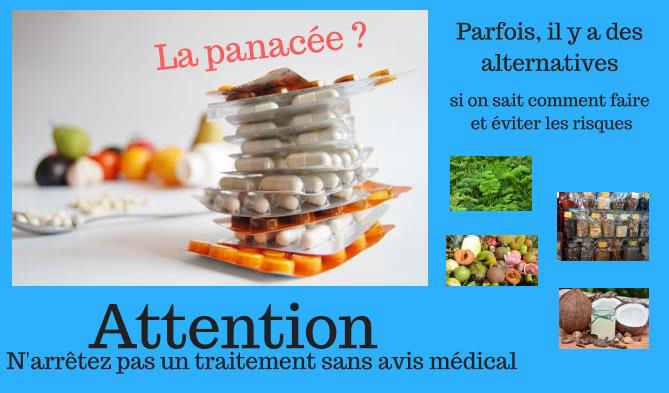 La panacée ?
Parfois, il y a des
alternatives
si on sait comment faire
et éviter les risques
Attention
N'arrêtez pas un traitement sans avis médical